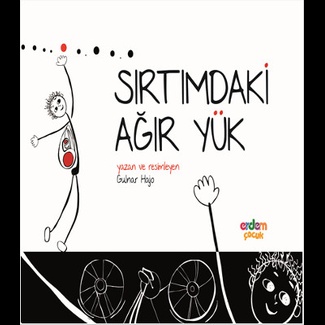 SIRTIMDAKİ
AĞIR YÜK
yazan ve resimleyen
Gulnar Hajo
erdem
çocuk